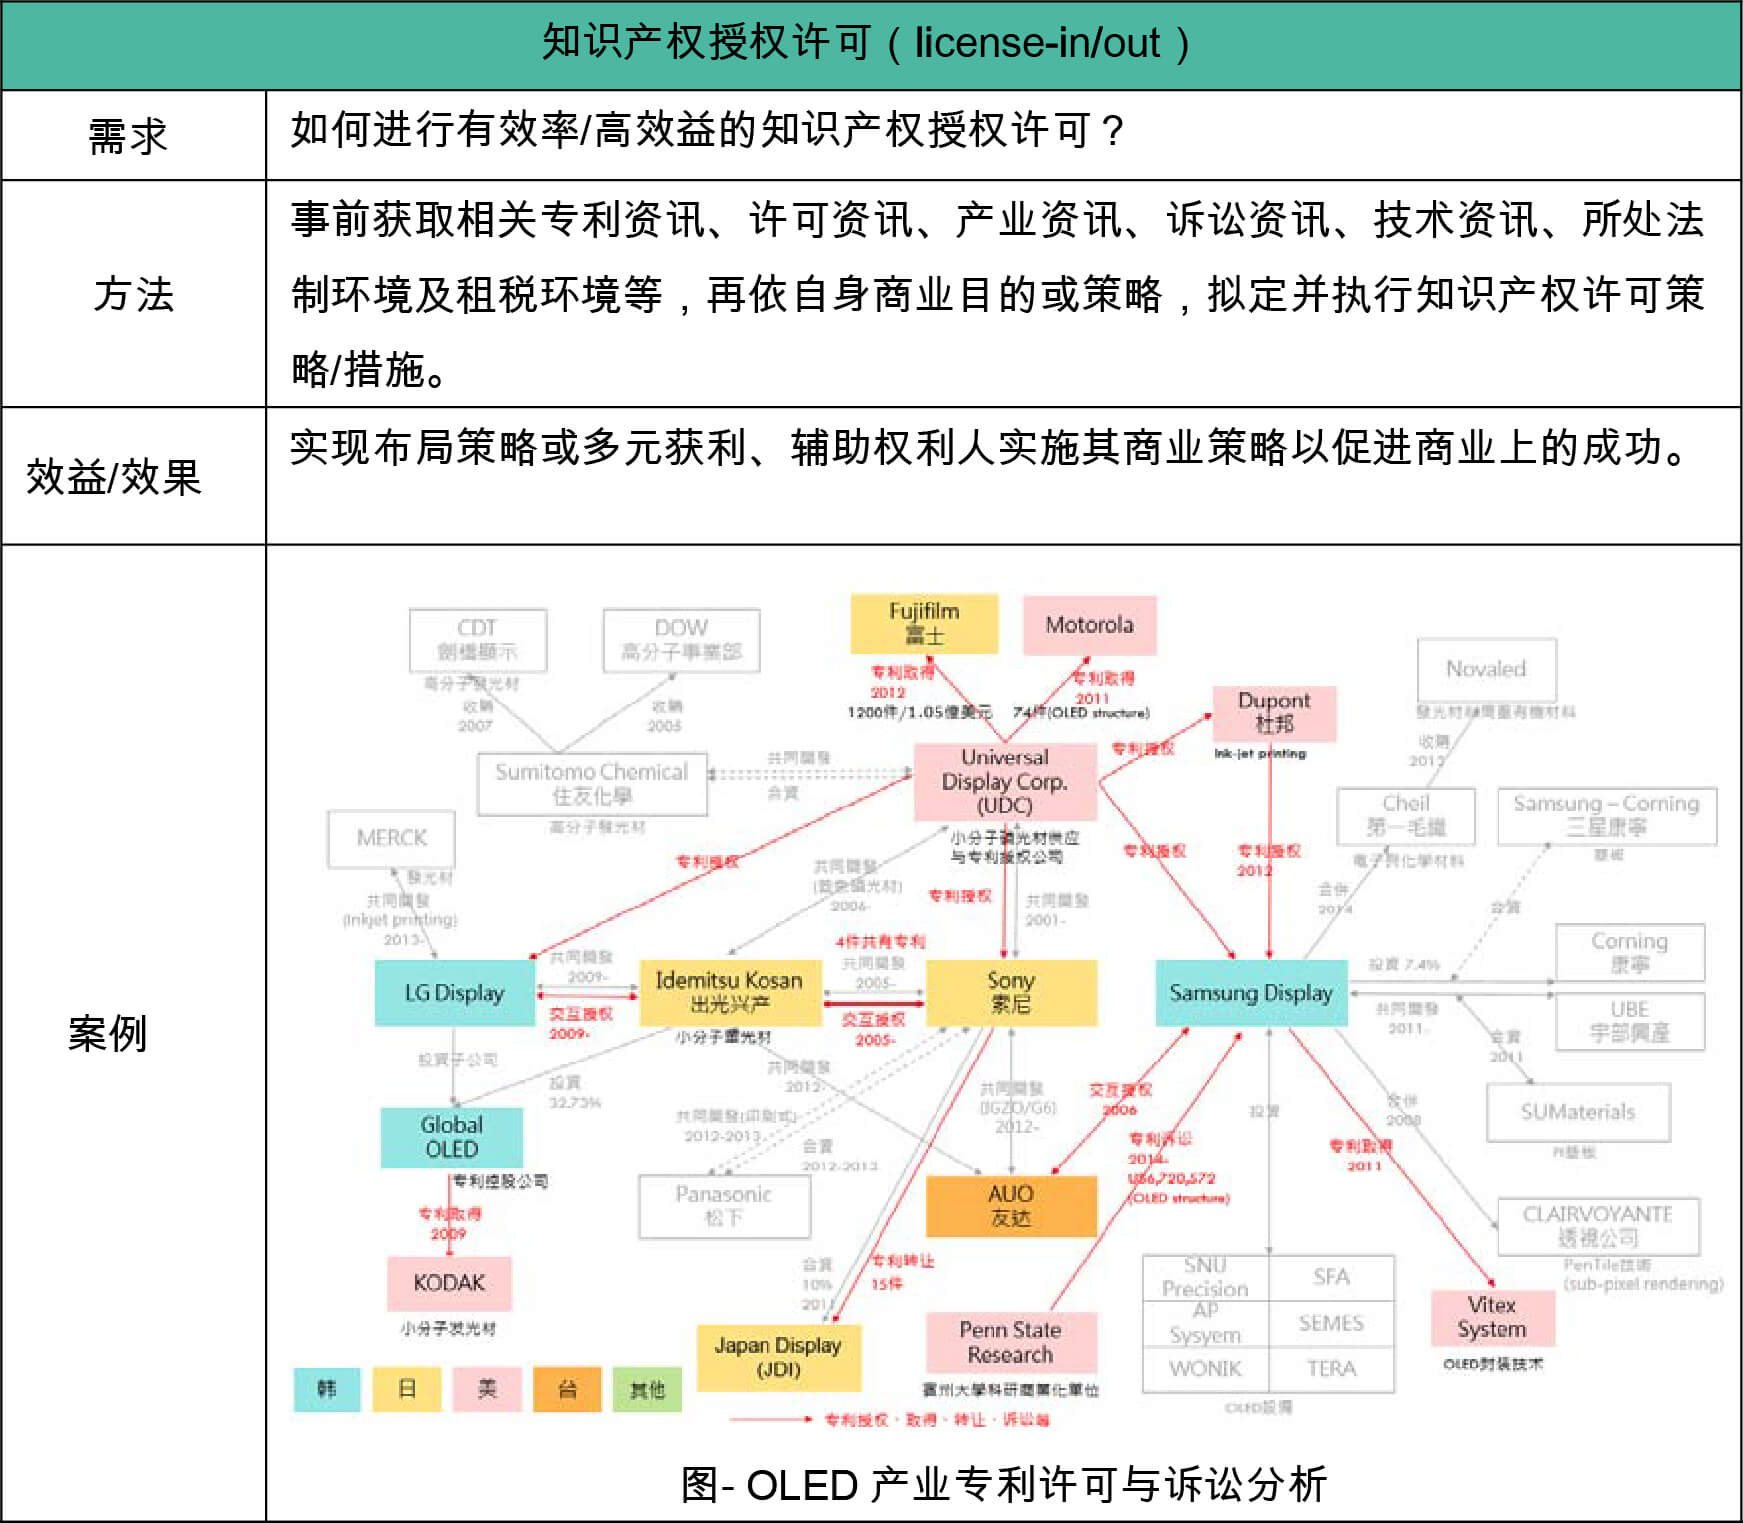 知识产权授权许可（license-in/out）
需求
如何进行有效率/高效益的知识产权授权许可？
方法
事前获取相关专利资讯、许可资讯、产业资讯、诉讼资讯、技术资讯、所处法
制环境及租税环境等，再依自身商业目的或策略，拟定并执行知识产权许可策
略/措施。
效益/效果
实现布局策略或多元获利、辅助权利人实施其商业策略以促进商业上的成功。
案例
CDT
劍橋顯示
高分子發光材
收購
2007
DOW
高分子事業部
收購
2005
Fujifilm
富士
专利取得
2012
1200件/1.05億美元
Motorola
专利取得
2011
74件(OLED structure)
Novaled
收購
Dupont
杜邦
Ink-jet printing
专利授权
Universal
Display Corp.
(UDC)
小分子磷光材供应
与专利授权公司
Sumitomo Chemical
住友化學
高分子發光材
共同開發
合資
Cheil
第一毛織
電子與化學材料
Samsung – Corning
三星康寧
基板
MERCK
發光材
共同開發
(Inkjet printing)
2013-
专利授权
共同開發
专利授权
共同開發
2001-
专利授权
专利授权
2012
合併
2014
合資
Corning
康寧
投資 7.4%
LG Display
共同開發
2009-
交互授权
2009-
Idemitsu Kosan
出光兴产
4件共有专利
共同開發
2005-
交互授权
2005-
Sony
索尼
Samsung Display
共同開發
2011-
UBE
宇部興產
合資
2011
投資子公司
投資
32.73%
共同開發
2012-
共同開發(印刷式)
2012-2013
合資
2012-2013
共同開發
(IGZO/G6)
2012-
交互授权
2006
专利诉讼
2014-
US6,720,572
(OLED structure)
投資
合併
2008
专利取得
2011
SUMaterials
PI基板
Global
OLED
专利控股公司
专利取得
2009
Panasonic
松下
AUO
友达
CLAIRVOYANTE
透視公司
PenTile技術
(sub-pixel rendering)
KODAK
小分子发光材
合資
10%
专利转让
15件
SNU
Precision
SFA
AP
Sysyem
SEMES
WONIK
TERA
OLED設備
Vitex
System
OLED封装技术
Japan Display
(JDI)
Penn State
Research
賓州大學科研商業化單位
韩
日
美
台
其他
专利授权、取得、转让、诉讼等
图- OLED 产业专利许可与诉讼分析